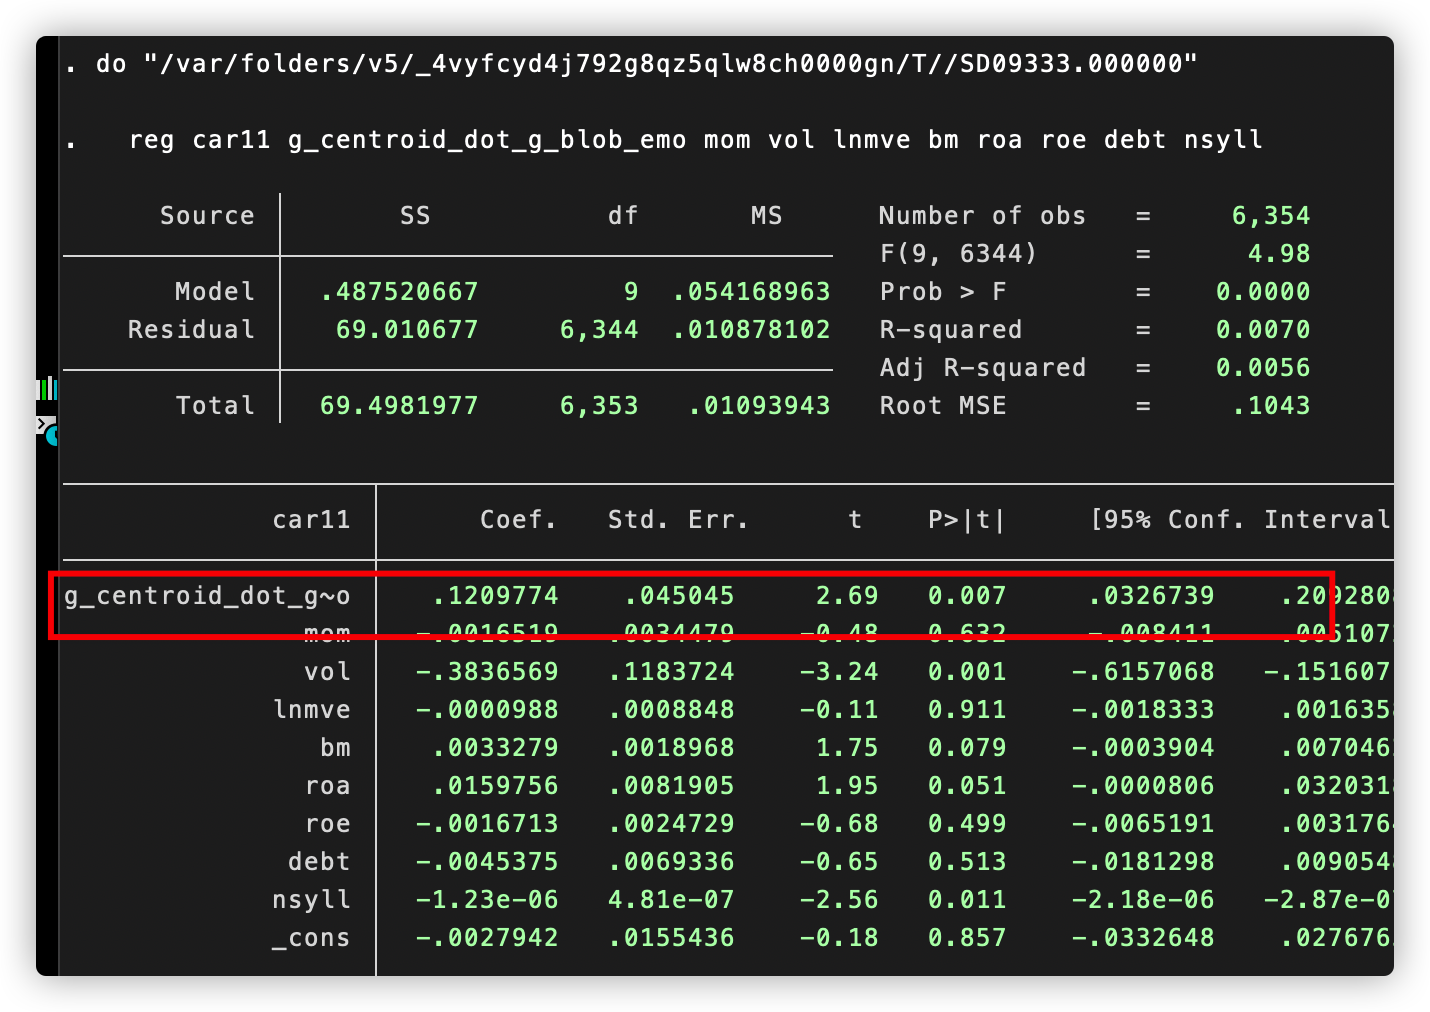 . do "/var/folders/v5/_4vyfcyd4j792g8qz5qlw8ch0000gn/T//SD09333.000000"
. reg car11 g_centroid_dot_g_blob_emo mom vol lnmve bm roa roe debt nsyll
Source SS df MS Number of obs = 6,354
F(9, 6344) = 4.98
Model .487520667 9 .054168963 Prob > F = 0.0000
Residual 69.010677 6,344 .010878102 R-squared = 0.0070
Adj R-squared = 0.0056
Total 69.4981977 6,353 .01093943 Root MSE = .1043
car11 Coef. Std. Err. t P>|t| [95% Conf. Interval
g_centroid_dot_g~o .1209774 .045045 2.69 0.007 .0326739 .209280
mom -.0016519 .0034479 -0.48 0.632 -.008411 .005107
vol -.3836569 .1183724 -3.24 0.001 -.6157068 -.151607
lnmve -.0000988 .0008848 -0.11 0.911 -.0018333 .001635
bm .0033279 .0018968 1.75 0.079 -.0003904 .007046
roa .0159756 .0081905 1.95 0.051 -.0000806 .032031
roe -.0016713 .0024729 -0.68 0.499 -.0065191 .003176
debt -.0045375 .0069336 -0.65 0.513 -.0181298 .009054
nsyll -1.23e-06 4.81e-07 -2.56 0.011 -2.18e-06 -2.87e-0
_cons -.0027942 .0155436 -0.18 0.857 -.0332648 .027676